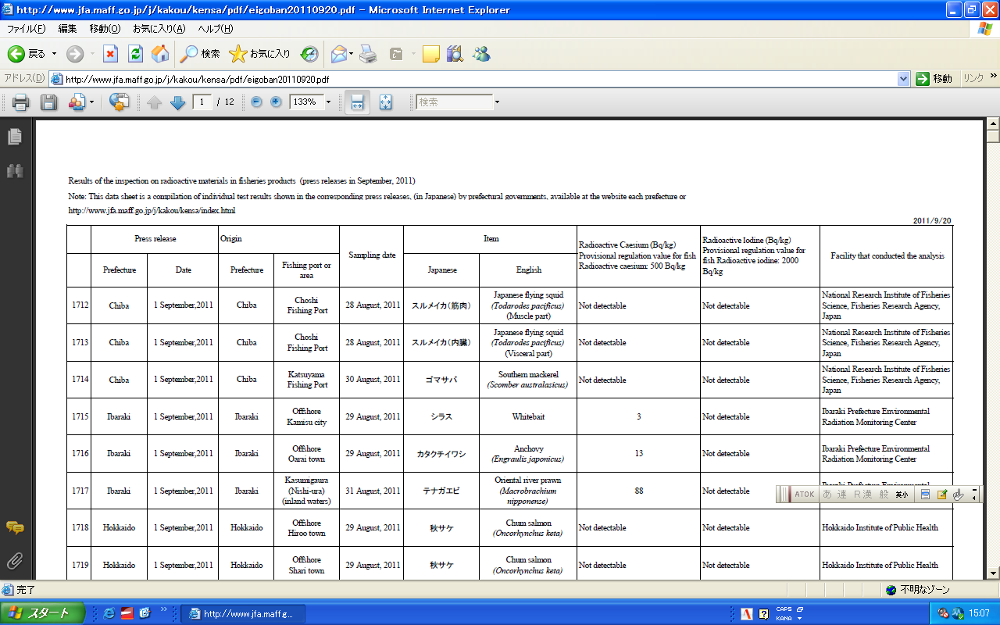 http://www.jfa.maff.go.jp/j/kakou/kensa/pdf/eigoban20110920.pdf - Microsoft Internet Explorer
ファイル(F) 編集 移動(O) お気に入り(A) ヘルプ(H)
戻る 検索 お気に入り
アドレス(D) http://www.jfa.maff.go.jp/j/kakou/kensa/pdf/eigoban20110920.pdf 移動 リンク »
1 / 12 133% 検索
Results of the inspection on radioactive materials in fisheries products (press releases in September, 2011)
Note: This data sheet is a compilation of individual test results shown in the corresponding press releases, (in Japanese) by prefectural governments, available at the website each prefecture or
http://www.jfa.maff.go.jp/j/kakou/kensa/index.html
2011/9/20
Press release Origin Sampling date Item
Radioactive Caesium (Bq/kg)
Provisional regulation value for fish
Radioactive caesium: 500 Bq/kg
Radioactive Iodine (Bq/kg)
Provisional regulation value for
fish Radioactive iodine: 2000
Bq/kg
Facility that conducted the analysis
Prefecture Date Prefecture Fishing port or
area
Japanese English
1712 Chiba 1 September,2011 Chiba Choshi
Fishing Port
28 August, 2011 スルメイカ(筋肉) Japanese flying squid
(Todarodes pacificus)
(Muscle part)
Not detectable Not detectable National Research Institute of Fisheries
Science, Fisheries Research Agency,
Japan
1713 Chiba 1 September,2011 Chiba Choshi
Fishing Port
28 August, 2011 スルメイカ(内臓) Japanese flying squid
(Todarodes pacificus)
(Visceral part)
Not detectable Not detectable National Research Institute of Fisheries
Science, Fisheries Research Agency,
Japan
1714 Chiba 1 September,2011 Chiba Katsuyama
Fishing Port
30 August, 2011 ゴマサバ Southern mackerel
(Scomber australasicus)
Not detectable Not detectable National Research Institute of Fisheries
Science, Fisheries Research Agency,
Japan
1715 Ibaraki 1 September,2011 Ibaraki Offshore
Kamisu city
29 August, 2011 シラス Whitebait 3 Not detectable Ibaraki Prefecture Environmental
Radiation Monitoring Center
1716 Ibaraki 1 September,2011 Ibaraki Offshore
Oarai town
29 August, 2011 カタクチイワシ Anchovy
(Engraulis japonicus)
13 Not detectable Ibaraki Prefecture Environmental
Radiation Monitoring Center
1717 Ibaraki 1 September,2011 Ibaraki Kasumigaura
(Nishi-ura)
(inland waters)
31 August, 2011 テナガエビ Oriental river prawn
(Macrobrachium
nipponense)
88 Not detectable
ATOK あ 連 R漢 般 英小
1718 Hokkaido 1 September,2011 Hokkaido Offshore
Hiroo town
29 August, 2011 秋サケ Chum salmon
(Oncorhynchus keta)
Not detectable Not detectable Hokkaido Institute of Public Health
1719 Hokkaido 1 September,2011 Hokkaido Offshore
Shari town
29 August, 2011 秋サケ Chum salmon
(Oncorhynchus keta)
Not detectable Not detectable Hokkaido Institute of Public Health
完了 不明なゾーン
スタート » http://www.jfa.maff.g... A CAPS KANA 15:07